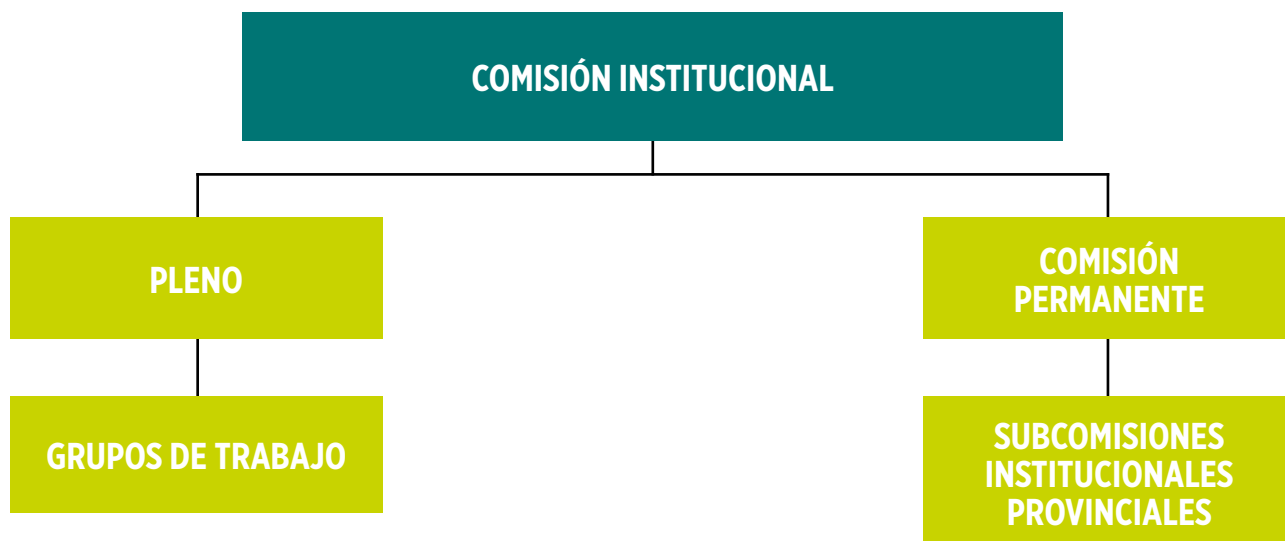 COMISIÓN INSTITUCIONAL
PLENO
COMISIÓN
PERMANENTE
GRUPOS DE TRABAJO
SUBCOMISIONES
INSTITUCIONALES
PROVINCIALES